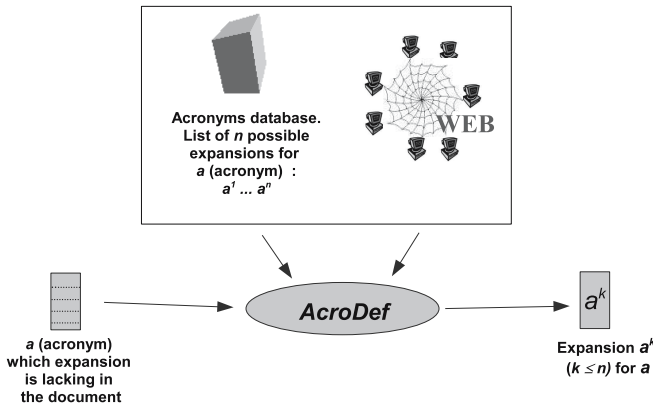 Acronyms database.
List of n possible
expansions for
a (acronym) :
a¹ ... aⁿ
WEB
AcroDef
a (acronym)
which expansion
is lacking in
the document
aᵏ
Expansion aᵏ
(k ≤ n) for a